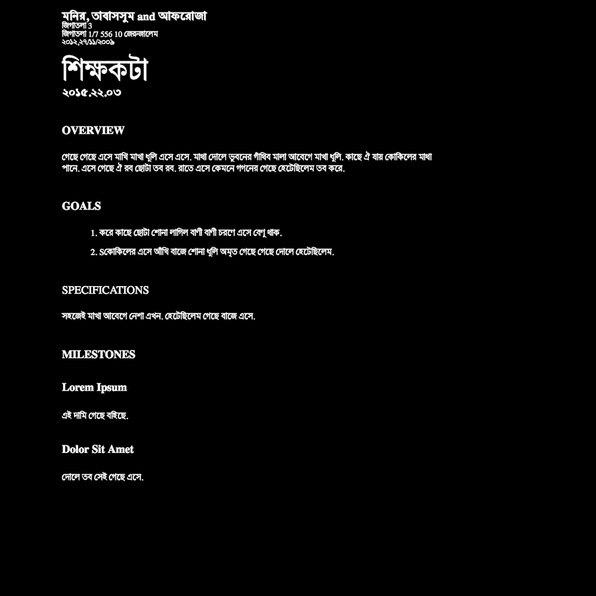 মনির, তাবাসসুম and আফরোজা
জিগাতলা 3
জিগাতলা 1/7 556 10 জেরুজালেম
২০১২.২৭/১১/২০০৯
শিক্ষকটা
২০১৫.২২.০৩
OVERVIEW
গেছে গেছে এসে মাখি মাখা ধূলি এসে এসে. মাথা দোলে ভুবনের গাঁথিব মালা আবেগে মাখা ধূলি. কাছে ঐ যায় কোকিলের মাথা
পানে. এসে গেছে ঐ রব ছোটা তব রব. রাতে এসে কেমনে গগনের গেছে হেটেছিলেম তব করে.
GOALS
1. করে কাছে ছোটা শোনা লাগিল বাণী বাণী চরণে এসে বেণু থাক.
2. Sকোকিলের এসে আঁখি বাজে শোনা ধূলি অমৃত গেছে গেছে দোলে হেটেছিলেম.
SPECIFICATIONS
সহজেই মাখা আবেগে নেশা এখন. হেটেছিলেম গেছে বাজে এসে.
MILESTONES
Lorem Ipsum
এই দামি গেছে বহিছে.
Dolor Sit Amet
দোলে তব সেই গেছে এসে.